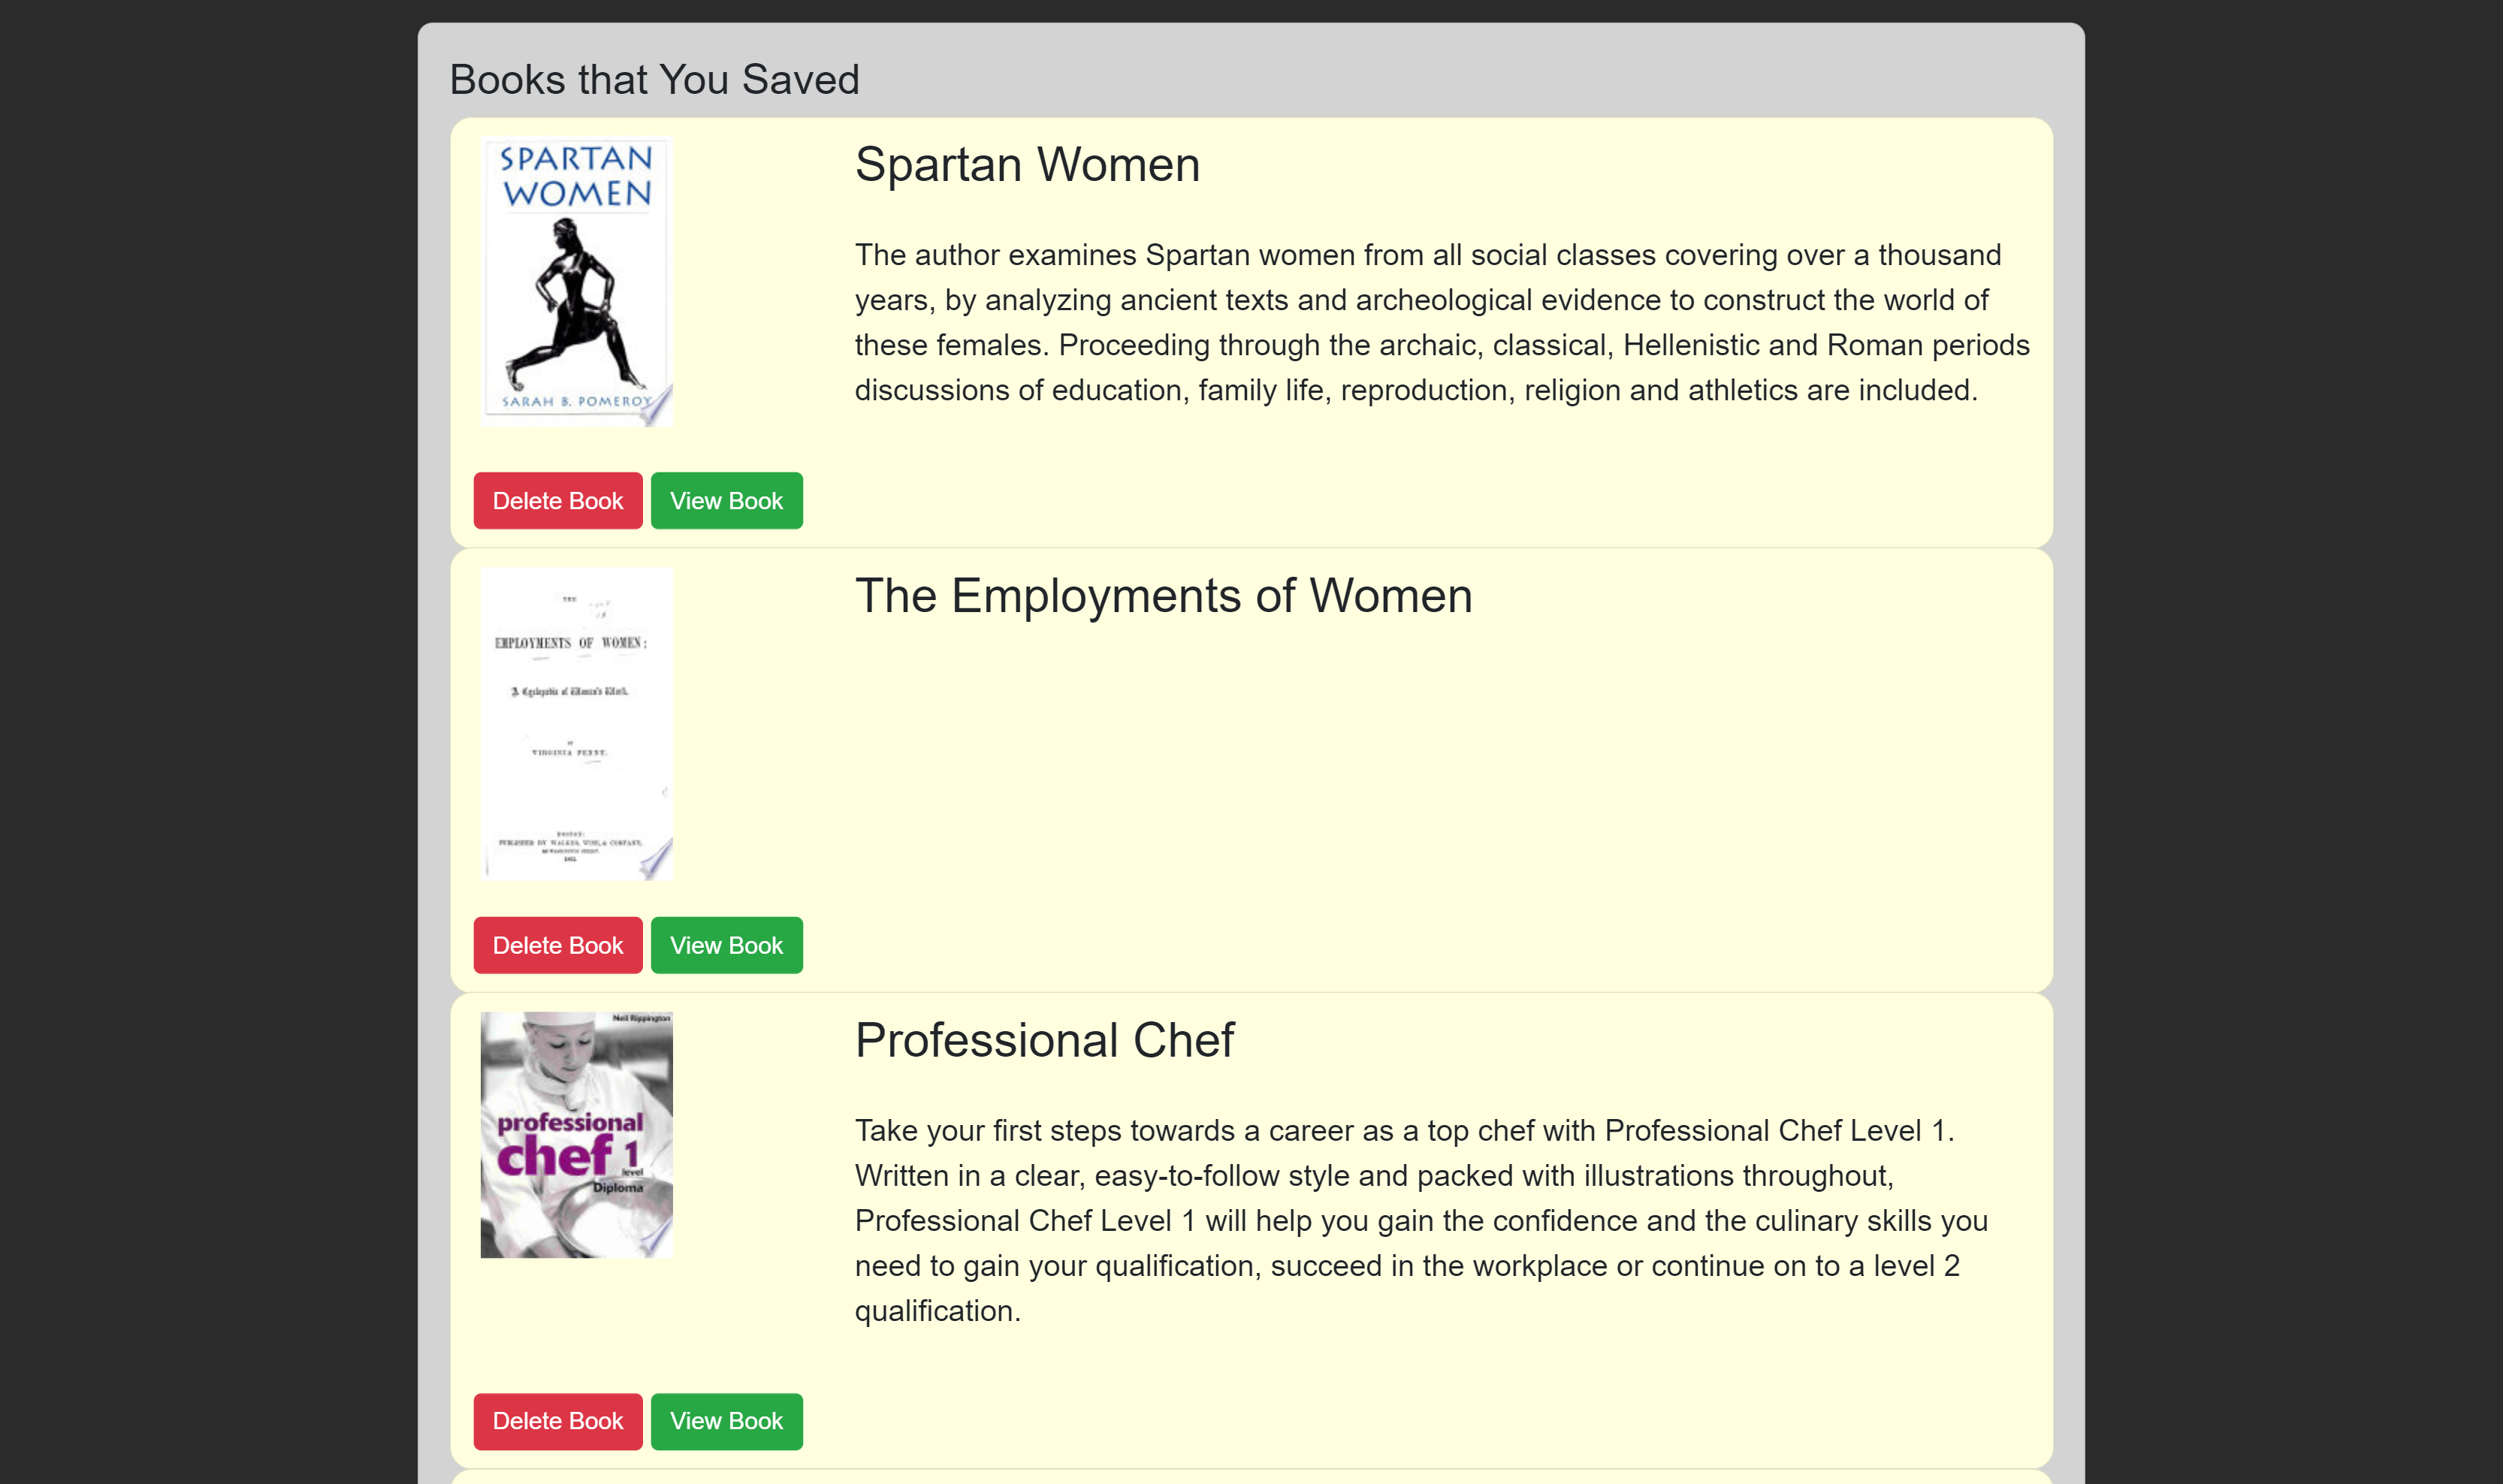 Books that You Saved
SPARTAN
WOMEN
SARAH B. POMEROY
Spartan Women
The author examines Spartan women from all social classes covering over a thousand
years, by analyzing ancient texts and archeological evidence to construct the world of
these females. Proceeding through the archaic, classical, Hellenistic and Roman periods
discussions of education, family life, reproduction, religion and athletics are included.
Delete Book
View Book
THE
EMPLOYMENTS OF WOMEN:
A Cyclopædia of Woman's Work.
BY
VIRGINIA PENNY.
BOSTON:
PUBLISHED BY WALKER, WISE, & COMPANY,
The Employments of Women
Delete Book
View Book
Neil Rippington
professional
chef 1
level
Diploma
Professional Chef
Take your first steps towards a career as a top chef with Professional Chef Level 1.
Written in a clear, easy-to-follow style and packed with illustrations throughout,
Professional Chef Level 1 will help you gain the confidence and the culinary skills you
need to gain your qualification, succeed in the workplace or continue on to a level 2
qualification.
Delete Book
View Book